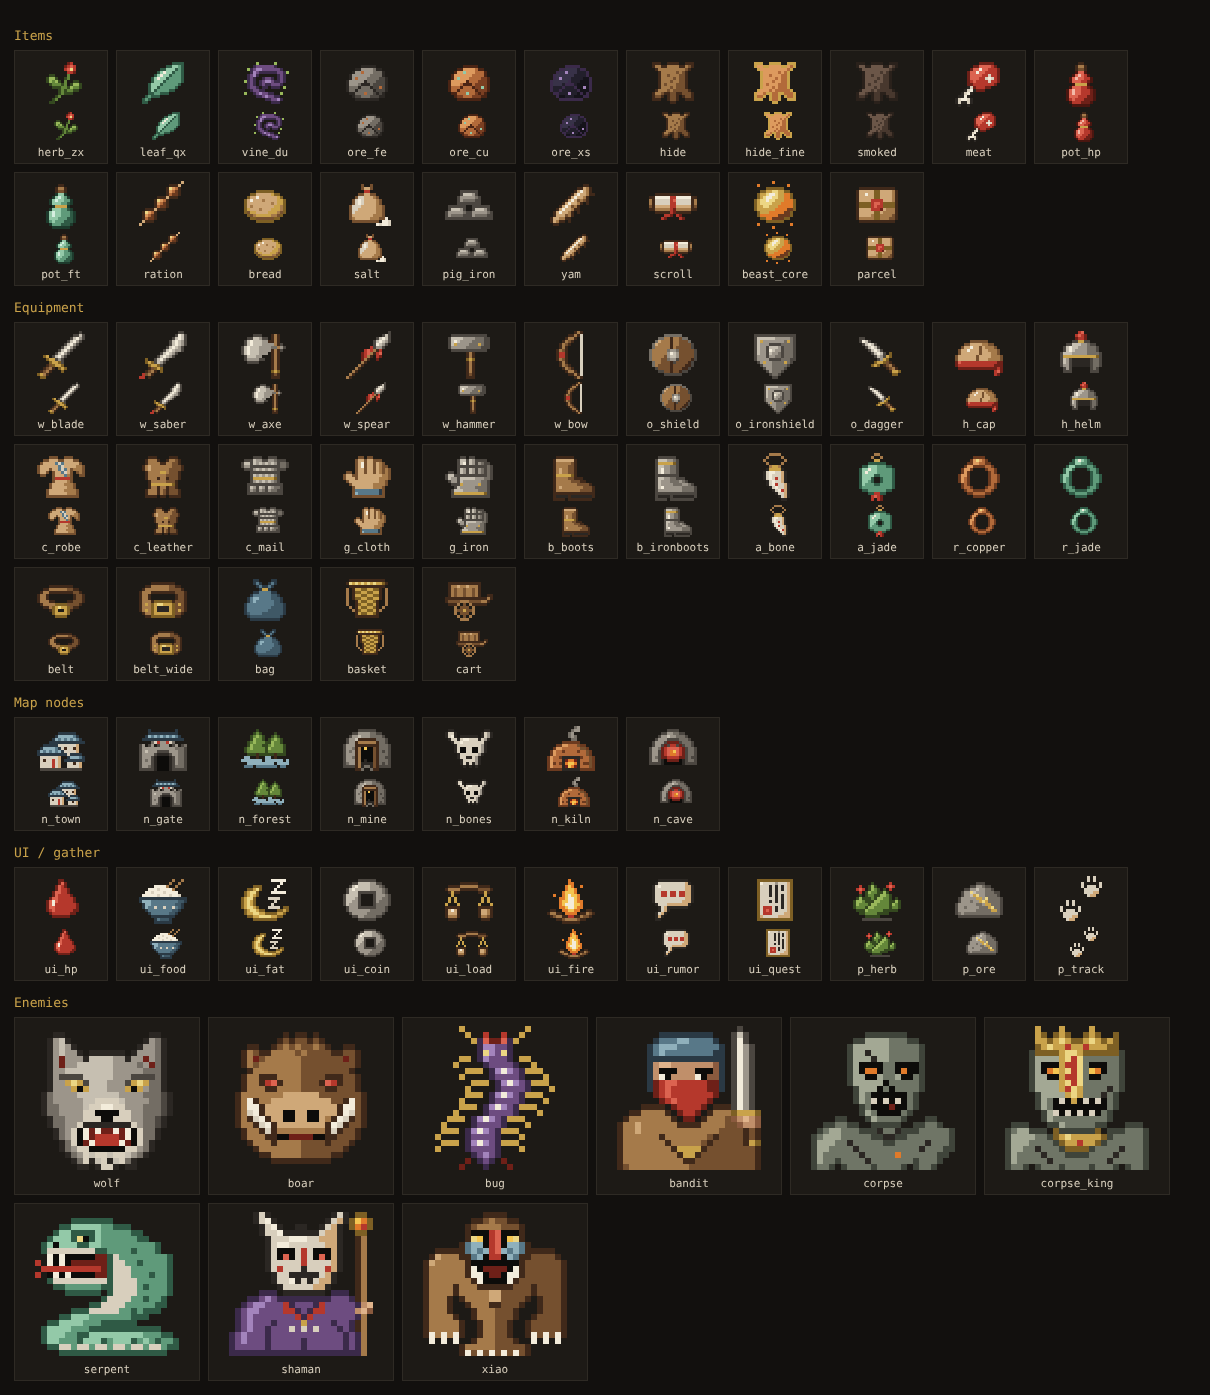 Items
herb_zx leaf_qx vine_du ore_fe ore_cu ore_xs hide hide_fine smoked meat pot_hp
pot_ft ration bread salt pig_iron yam scroll beast_core parcel
Equipment
w_blade w_saber w_axe w_spear w_hammer w_bow o_shield o_ironshield o_dagger h_cap h_helm
c_robe c_leather c_mail g_cloth g_iron b_boots b_ironboots a_bone a_jade r_copper r_jade
belt belt_wide bag basket cart
Map nodes
n_town n_gate n_forest n_mine n_bones n_kiln n_cave
UI / gather
Z
Z
Z
Z
ui_hp ui_food ui_fat ui_coin ui_load ui_fire ui_rumor ui_quest p_herb p_ore p_track
Enemies
wolf boar bug bandit corpse corpse_king
serpent shaman xiao